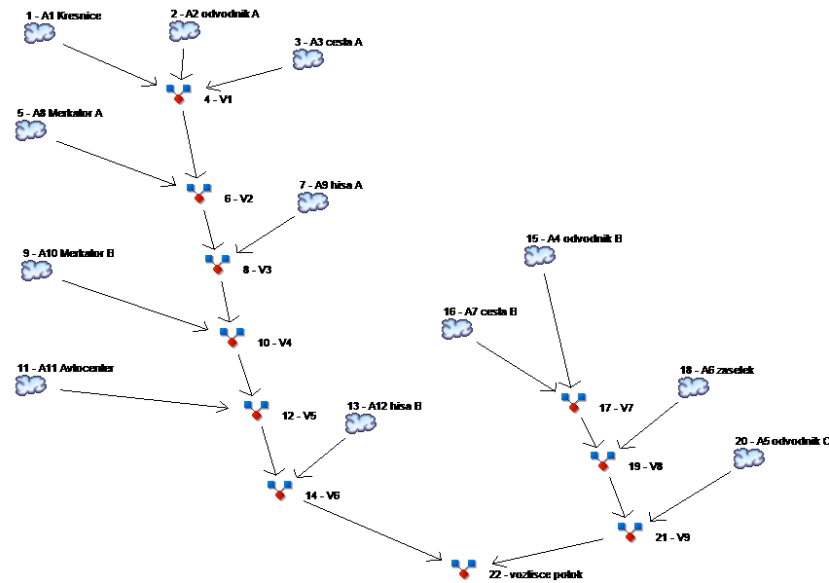 1 - A1 Kresnice
2 - A2 odvodnik A
3 - A3 cesta A
4 - V1
5 - A8 Merkator A
6 - V2
7 - A9 hisa A
8 - V3
9 - A10 Merkator B
10 - V4
11 - A11 Avtocenter
12 - V5
13 - A12 hisa B
14 - V6
15 - A4 odvodnik B
16 - A7 cesta B
17 - V7
18 - A6 zaselek
19 - V8
20 - A5 odvodnik C
21 - V9
22 - vozlisce potok